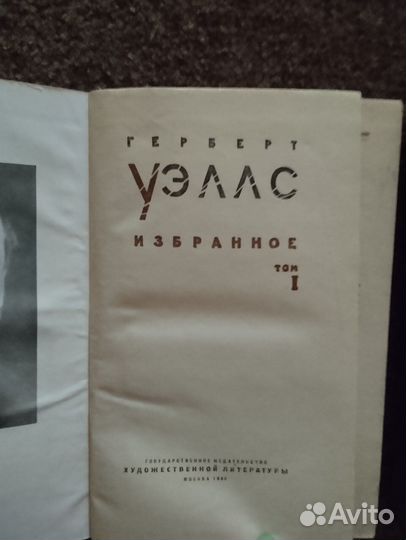 ГЕРБЕРТ
УЭЛЛС
ИЗБРАННОЕ
ТОМ
I
ГОСУДАРСТВЕННОЕ ИЗДАТЕЛЬСТВО
ХУДОЖЕСТВЕННОЙ ЛИТЕРАТУРЫ
МОСКВА
Avito